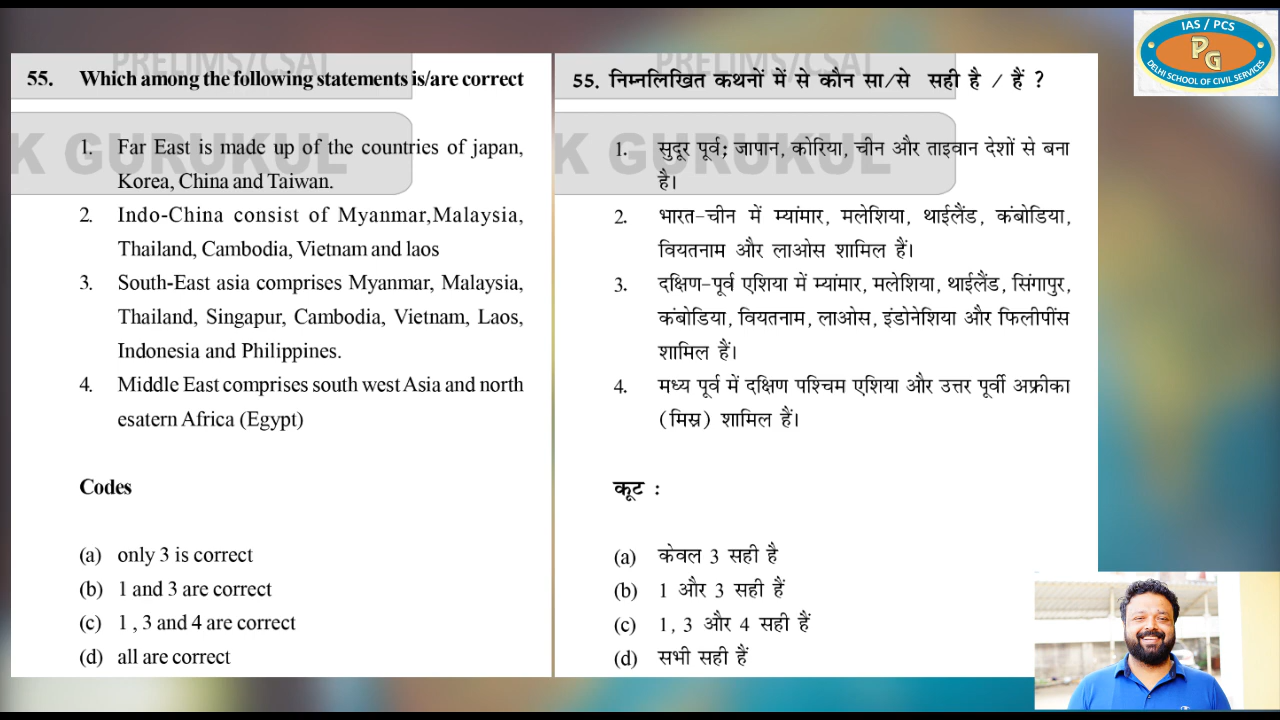 PRELIMS/CSAT
55. Which among the following statements is/are correct
K GURUKUL
1. Far East is made up of the countries of japan,
Korea, China and Taiwan.
2. Indo-China consist of Myanmar,Malaysia,
Thailand, Cambodia, Vietnam and laos
3. South-East asia comprises Myanmar, Malaysia,
Thailand, Singapur, Cambodia, Vietnam, Laos,
Indonesia and Philippines.
4. Middle East comprises south west Asia and north
esatern Africa (Egypt)
Codes
(a) only 3 is correct
(b) 1 and 3 are correct
(c) 1 , 3 and 4 are correct
(d) all are correct
PRELIMS/CSAT
55. निम्नलिखित कथनों में से कौन सा/से सही है / हैं ?
K GURUKUL
1. सुदूर पूर्व; जापान, कोरिया, चीन और ताइवान देशों से बना
है।
2. भारत-चीन में म्यांमार, मलेशिया, थाईलैंड, कंबोडिया,
वियतनाम और लाओस शामिल हैं।
3. दक्षिण-पूर्व एशिया में म्यांमार, मलेशिया, थाईलैंड, सिंगापुर,
कंबोडिया, वियतनाम, लाओस, इंडोनेशिया और फिलीपींस
शामिल हैं।
4. मध्य पूर्व में दक्षिण पश्चिम एशिया और उत्तर पूर्वी अफ्रीका
(मिस्र) शामिल हैं।
कूट :
(a) केवल 3 सही है
(b) 1 और 3 सही हैं
(c) 1, 3 और 4 सही हैं
(d) सभी सही हैं
IAS / PCS
PG
DELHI SCHOOL OF CIVIL SERVICES